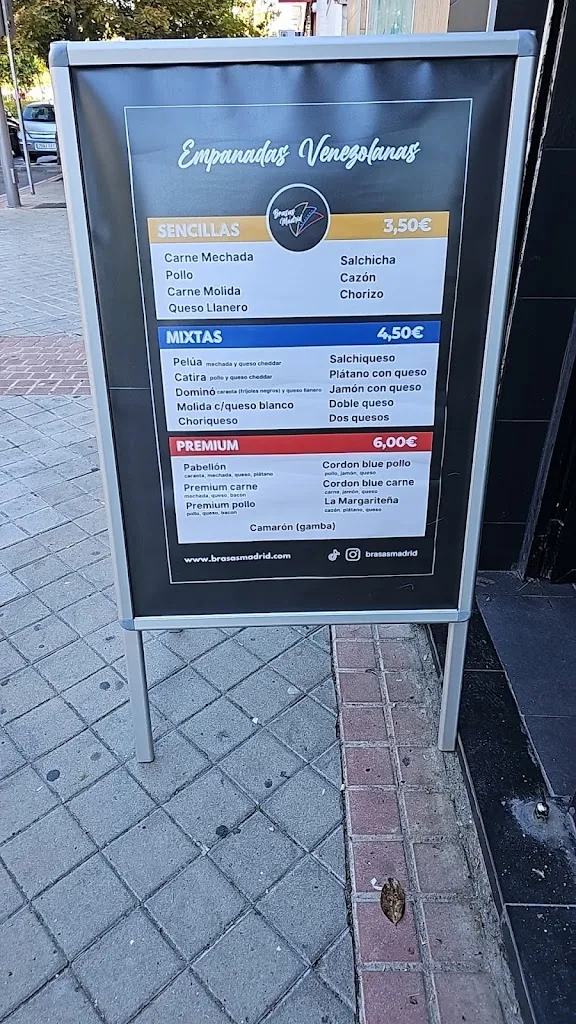 Empanadas Venezolanas
Brasas Madrid
SENCILLAS 3,50€
Carne Mechada
Pollo
Carne Molida
Queso Llanero
Salchicha
Cazón
Chorizo
MIXTAS 4,50€
Pelúa mechada y queso cheddar
Catira pollo y queso cheddar
Dominó caraota (frijoles negros) y queso llanero
Molida c/queso blanco
Choriqueso
Salchiqueso
Plátano con queso
Jamón con queso
Doble queso
Dos quesos
PREMIUM 6,00€
Pabellón
caraota, mechada, queso, plátano
Premium carne
mechada, queso, bacon
Premium pollo
pollo, queso, bacon
Cordon blue pollo
pollo, jamón, queso
Cordon blue carne
carne, jamón, queso
La Margariteña
cazón, plátano, queso
Camarón (gamba)
www.brasasmadrid.com brasasmadrid